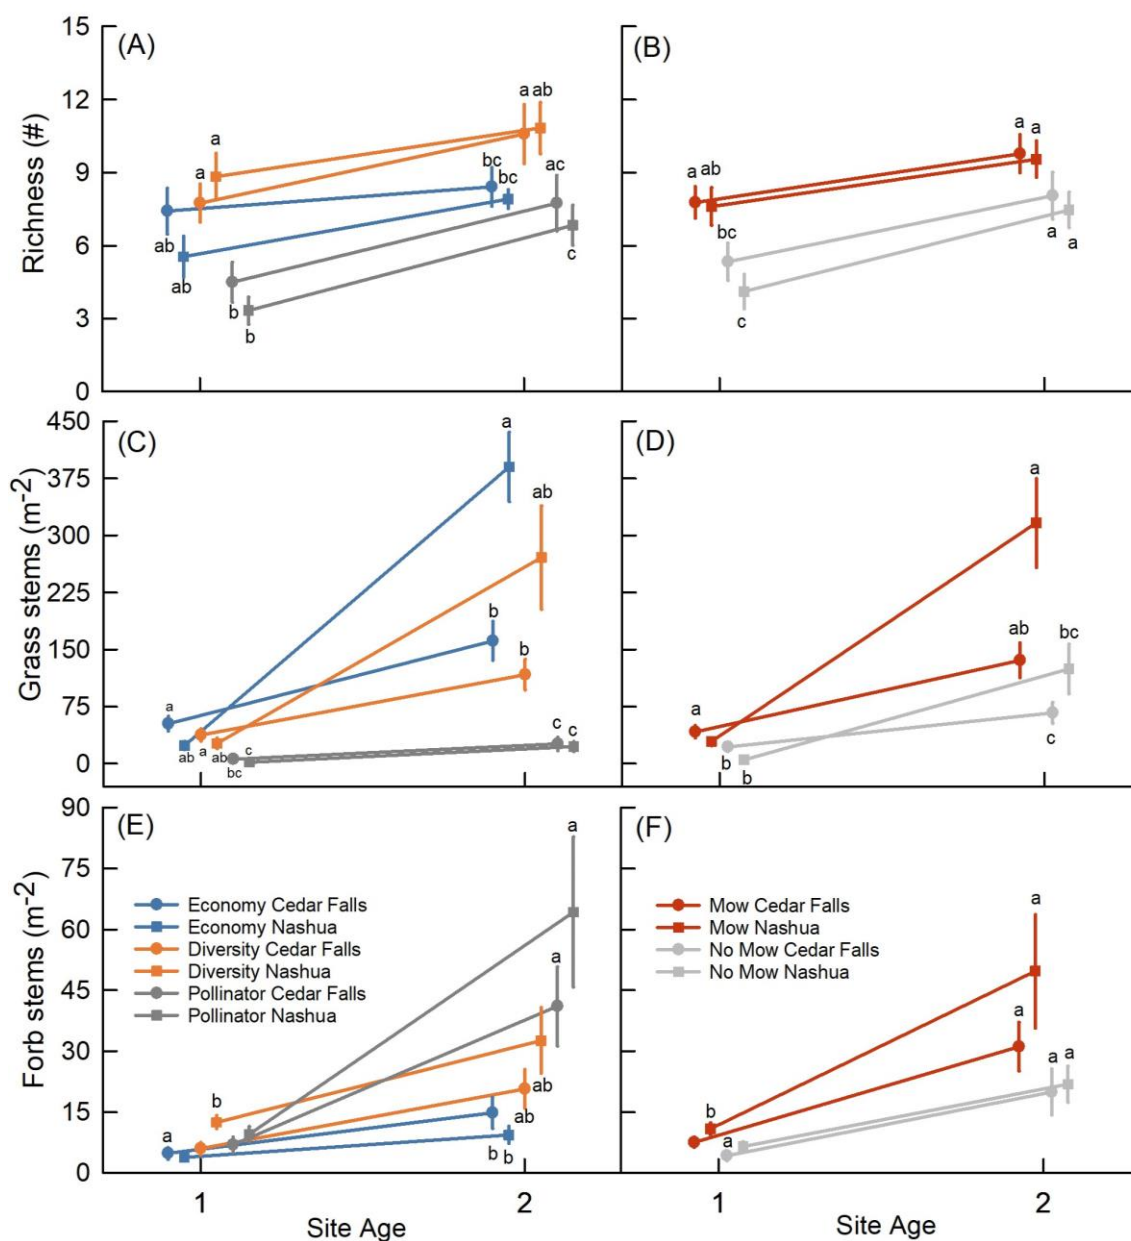 (A)
(B)
Richness (#)
15
12
9
6
3
0
a
a
ab
ab
b
b
a ab
bc
bc
ac
c
a ab
bc
c
a
a
a
a
(C)
(D)
Grass stems (m-2)
450
375
300
225
150
75
0
a
ab
a
ab
bc
c
a
ab
b
b
c
c
a
b
b
a
ab
bc
c
(E)
(F)
Forb stems (m-2)
90
75
60
45
30
15
0
Economy Cedar Falls
Economy Nashua
Diversity Cedar Falls
Diversity Nashua
Pollinator Cedar Falls
Pollinator Nashua
Mow Cedar Falls
Mow Nashua
No Mow Cedar Falls
No Mow Nashua
a
b
a
a
ab
ab
b
b
b
a
a
a
a
a
1
2
1
2
Site Age
Site Age